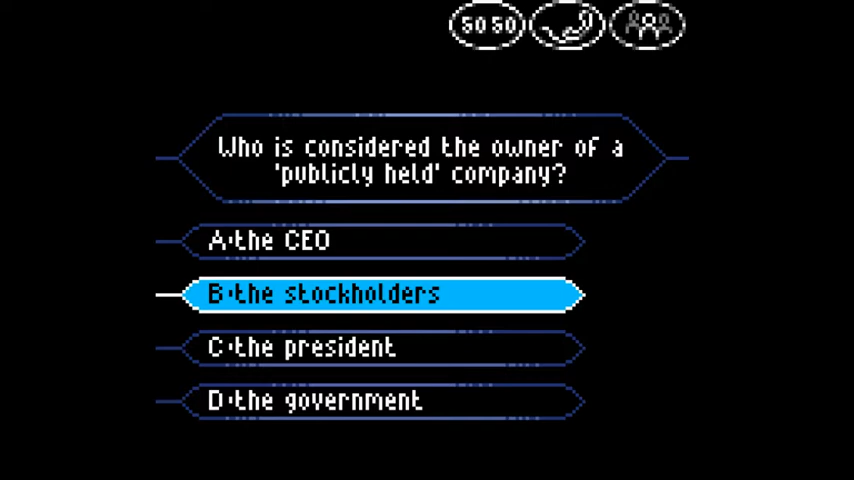 50 50
Who is considered the owner of a
'publicly held' company?
A·the CEO
B·the stockholders
C·the president
D·the government